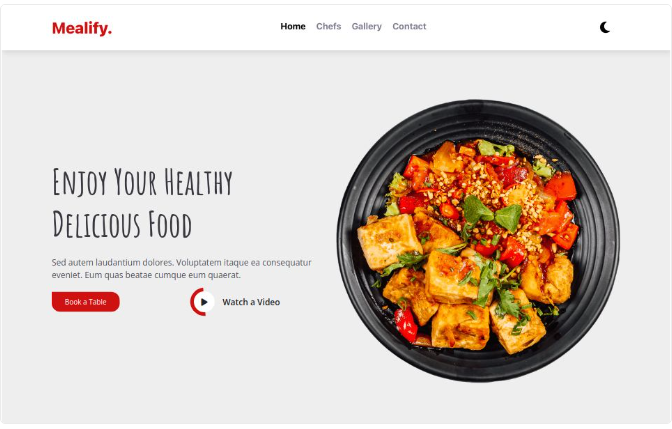 Mealify.
Home Chefs Gallery Contact
Enjoy Your Healthy
Delicious Food
Sed autem laudantium dolores. Voluptatem itaque ea consequatur
eveniet. Eum quas beatae cumque eum quaerat.
Book a Table
Watch a Video